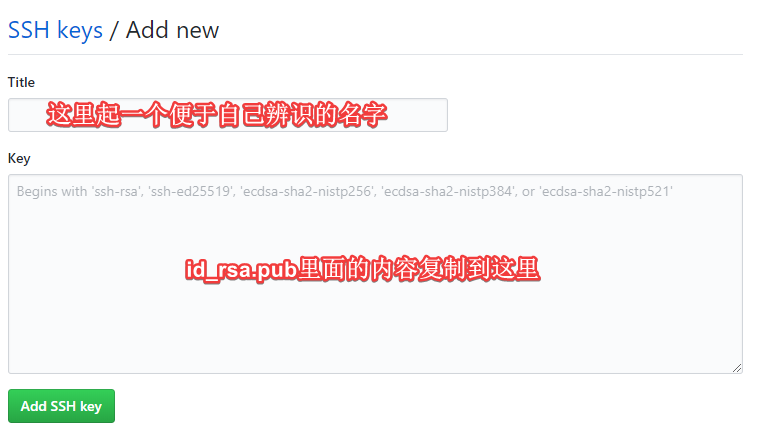 SSH keys / Add new
Title
这里起一个便于自己辨识的名字
Key
Begins with 'ssh-rsa', 'ssh-ed25519', 'ecdsa-sha2-nistp256', 'ecdsa-sha2-nistp384', or 'ecdsa-sha2-nistp521'
id_rsa.pub里面的内容复制到这里
Add SSH key